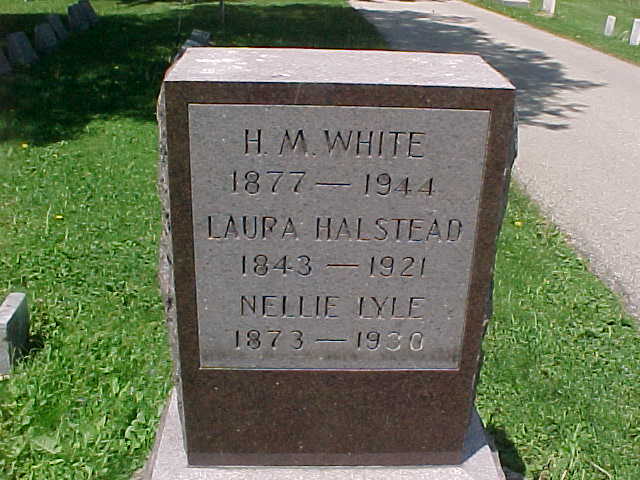 H. M. WHITE
1877 — 1944
LAURA HALSTEAD
1843 — 1921
NELLIE LYLE
1873 — 1930